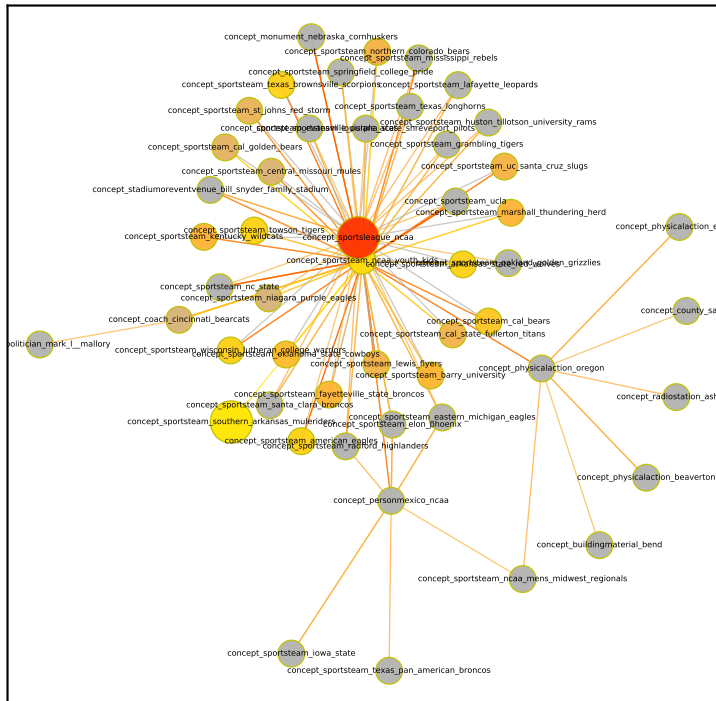 concept_monument_nebraska_cornhuskers
concept_sportsteam_northern_colorado_bears
concept_sportsteam_mississippi_rebels
concept_sportsteam_springfield_college_pride
concept_sportsteam_texas_brownsville_scorpions
concept_sportsteam_lafayette_leopards
concept_sportsteam_texas_longhorns
concept_sportsteam_st_johns_red_storm
concept_sportsteam_huston_tillotson_university_rams
concept_sportsteam_grambling_tigers
concept_sportsteam_cal_golden_bears
concept_sportsteam_uc_santa_cruz_slugs
concept_sportsteam_central_missouri_mules
concept_stadiumoreventvenue_bill_snyder_family_stadium
concept_sportsteam_ucla
concept_sportsteam_marshall_thundering_herd
concept_physicalaction_e
concept_sportsteam_towson_tigers
concept_sportsteam_kentucky_wildcats
concept_sportsleague_ncaa
concept_sportsteam_ncaa_youth_kids
concept_sportsteam_arkansas_state_red_wolves
concept_sportsteam_oakland_golden_grizzlies
concept_sportsteam_nc_state
concept_sportsteam_niagara_purple_eagles
concept_county_sa
concept_coach_cincinnati_bearcats
concept_sportsteam_cal_bears
concept_sportsteam_cal_state_fullerton_titans
politician_mark_l__mallory
concept_sportsteam_wisconsin_lutheran_college_warriors
concept_sportsteam_oklahoma_state_cowboys
concept_sportsteam_lewis_flyers
concept_physicalaction_oregon
concept_sportsteam_barry_university
concept_sportsteam_fayetteville_state_broncos
concept_radiostation_ash
concept_sportsteam_santa_clara_broncos
concept_sportsteam_southern_arkansas_muleriders
concept_sportsteam_elon_phoenix
concept_sportsteam_american_eagles
concept_sportsteam_radford_highlanders
concept_physicalaction_beaverton
concept_personmexico_ncaa
concept_buildingmaterial_bend
concept_sportsteam_ncaa_mens_midwest_regionals
concept_sportsteam_iowa_state
concept_sportsteam_texas_pan_american_broncos